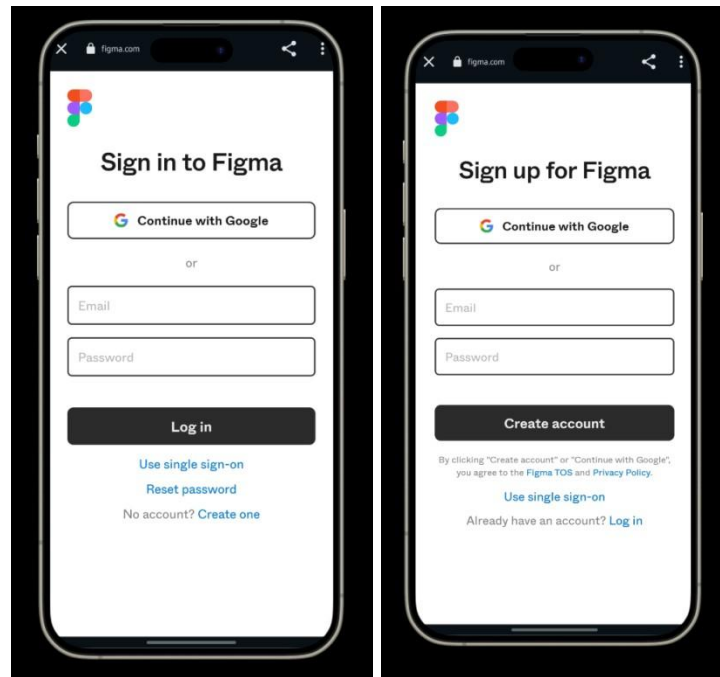 figma.com
Sign in to Figma
Continue with Google
or
Email
Password
Log in
Use single sign-on
Reset password
No account? Create one
figma.com
Sign up for Figma
Continue with Google
or
Email
Password
Create account
By clicking "Create account" or "Continue with Google",
you agree to the Figma TOS and Privacy Policy.
Use single sign-on
Already have an account? Log in